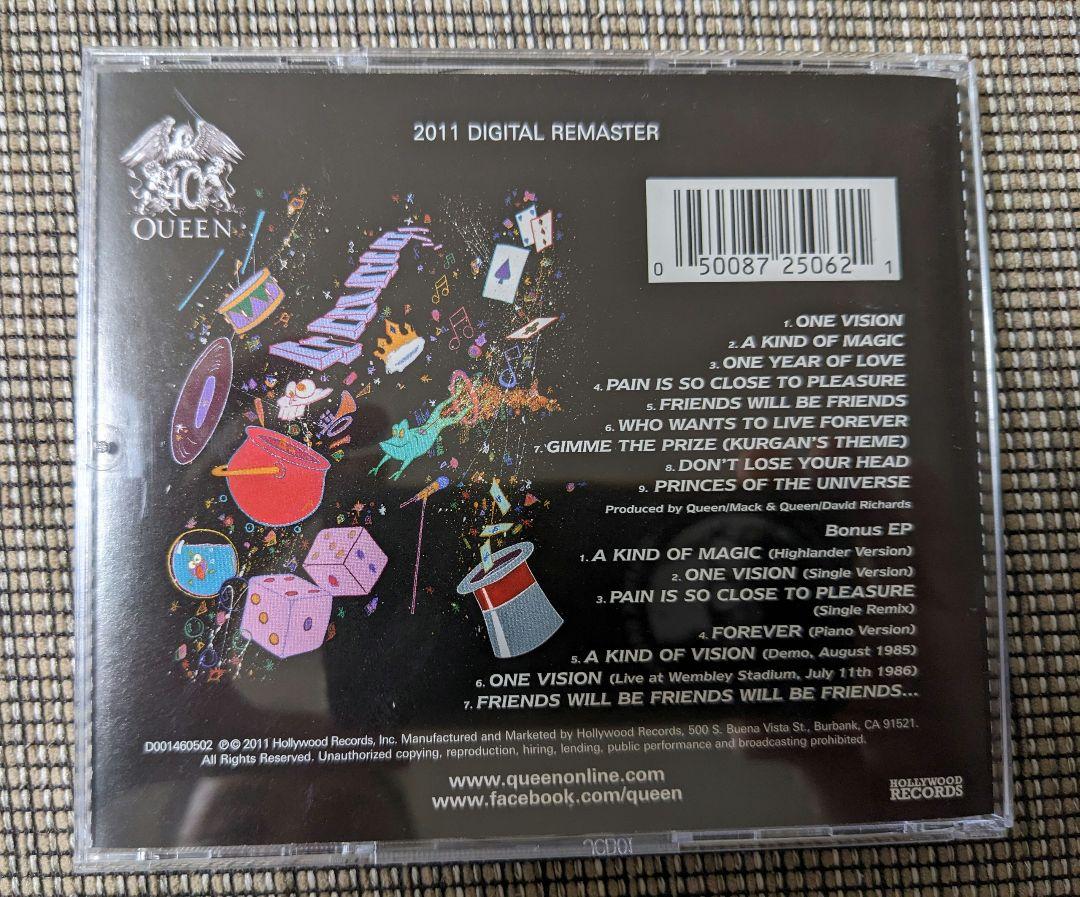 2011 DIGITAL REMASTER
40
QUEEN
0 50087 25062 1
1. ONE VISION
2. A KIND OF MAGIC
3. ONE YEAR OF LOVE
4. PAIN IS SO CLOSE TO PLEASURE
5. FRIENDS WILL BE FRIENDS
6. WHO WANTS TO LIVE FOREVER
7. GIMME THE PRIZE (KURGAN'S THEME)
8. DON'T LOSE YOUR HEAD
9. PRINCES OF THE UNIVERSE
Produced by Queen/Mack & Queen/David Richards
Bonus EP
1. A KIND OF MAGIC (Highlander Version)
2. ONE VISION (Single Version)
3. PAIN IS SO CLOSE TO PLEASURE
(Single Remix)
4. FOREVER (Piano Version)
5. A KIND OF VISION (Demo, August 1985)
6. ONE VISION (Live at Wembley Stadium, July 11th 1986)
7. FRIENDS WILL BE FRIENDS WILL BE FRIENDS...
D001460502 ℗ © 2011 Hollywood Records, Inc. Manufactured and Marketed by Hollywood Records, 500 S. Buena Vista St., Burbank, CA 91521.
All Rights Reserved. Unauthorized copying, reproduction, hiring, lending, public performance and broadcasting prohibited.
www.queenonline.com
www.facebook.com/queen
HOLLYWOOD
RECORDS